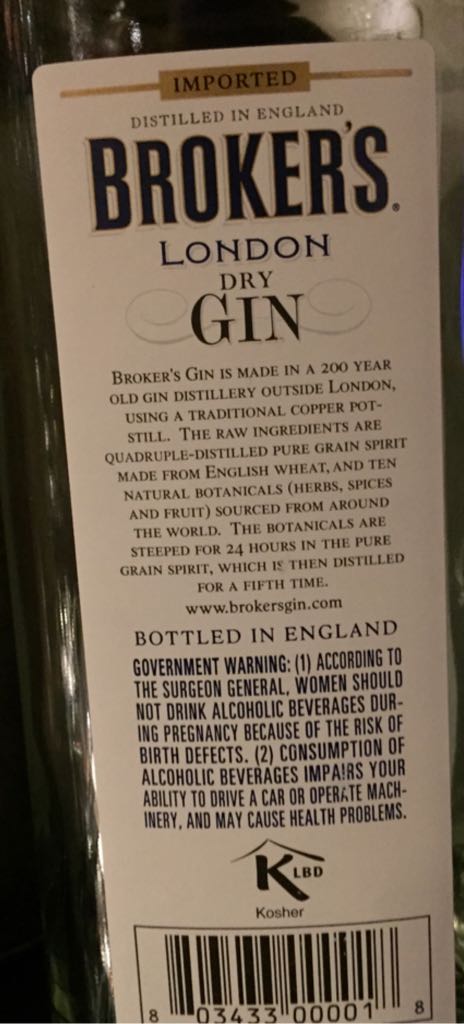 IMPORTED
DISTILLED IN ENGLAND
BROKER'S.
LONDON
DRY
GIN
BROKER'S GIN IS MADE IN A 200 YEAR
OLD GIN DISTILLERY OUTSIDE LONDON,
USING A TRADITIONAL COPPER POT-
STILL. THE RAW INGREDIENTS ARE
QUADRUPLE-DISTILLED PURE GRAIN SPIRIT
MADE FROM ENGLISH WHEAT, AND TEN
NATURAL BOTANICALS (HERBS, SPICES
AND FRUIT) SOURCED FROM AROUND
THE WORLD. THE BOTANICALS ARE
STEEPED FOR 24 HOURS IN THE PURE
GRAIN SPIRIT, WHICH IS THEN DISTILLED
FOR A FIFTH TIME.
www.brokersgin.com
BOTTLED IN ENGLAND
GOVERNMENT WARNING: (1) ACCORDING TO
THE SURGEON GENERAL, WOMEN SHOULD
NOT DRINK ALCOHOLIC BEVERAGES DUR-
ING PREGNANCY BECAUSE OF THE RISK OF
BIRTH DEFECTS. (2) CONSUMPTION OF
ALCOHOLIC BEVERAGES IMPAIRS YOUR
ABILITY TO DRIVE A CAR OR OPERATE MACH-
INERY, AND MAY CAUSE HEALTH PROBLEMS.
K LBD
Kosher
8 03433 00001 8